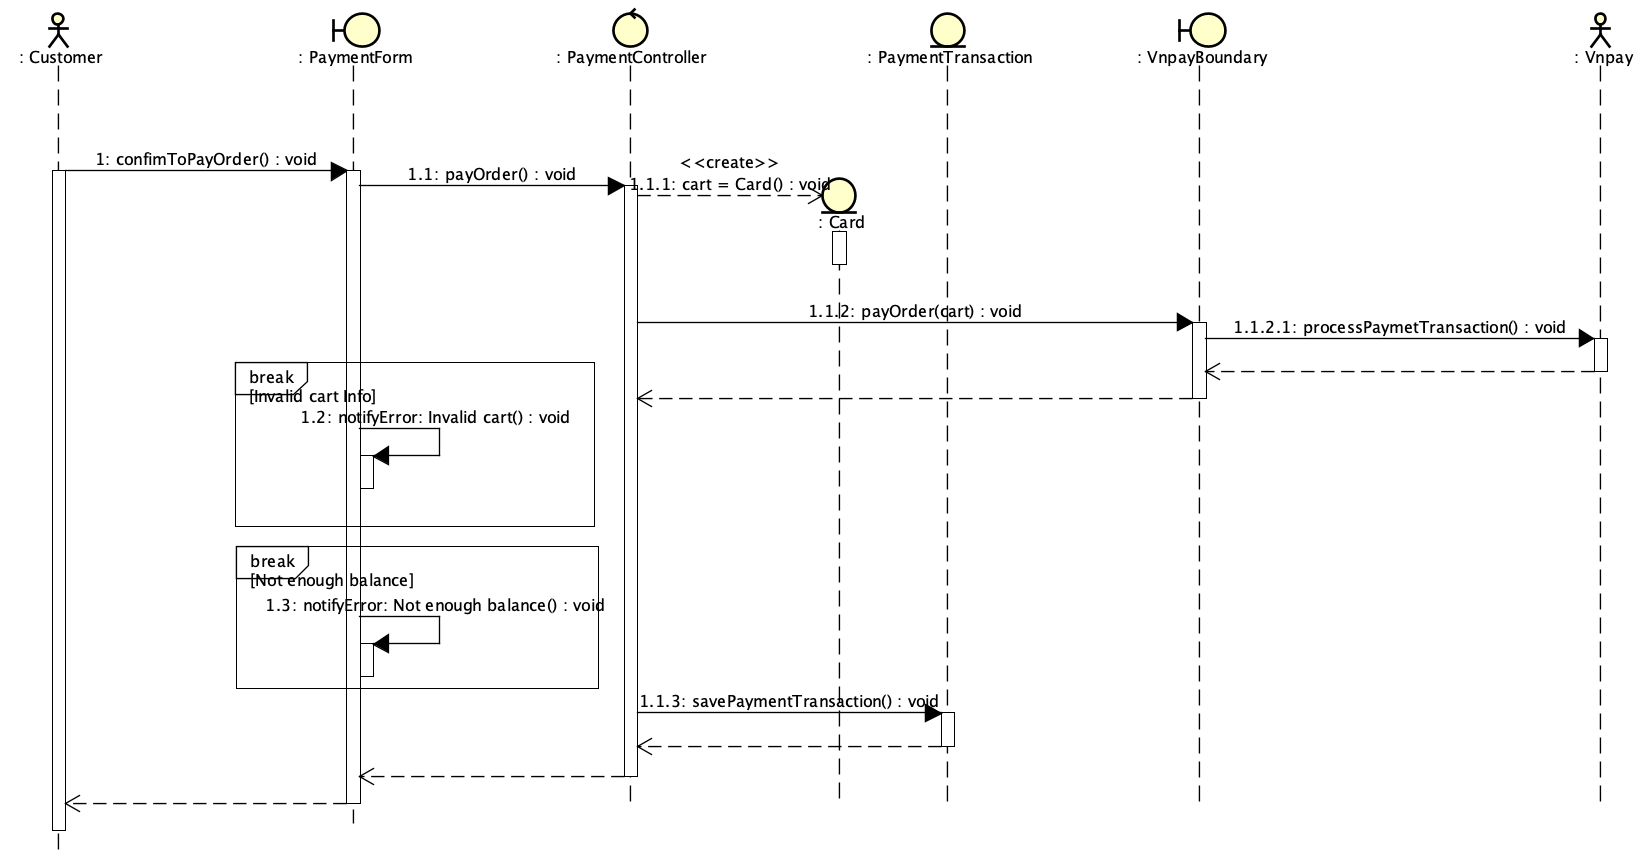 : Customer
: PaymentForm
: PaymentController
: PaymentTransaction
: VnpayBoundary
: Vnpay
1: confimToPayOrder() : void
1.1: payOrder() : void
<<create>>
1.1.1: cart = Card() : void
: Card
1.1.2: payOrder(cart) : void
1.1.2.1: processPaymetTransaction() : void
break
[Invalid cart Info]
1.2: notifyError: Invalid cart() : void
break
[Not enough balance]
1.3: notifyError: Not enough balance() : void
1.1.3: savePaymentTransaction() : void